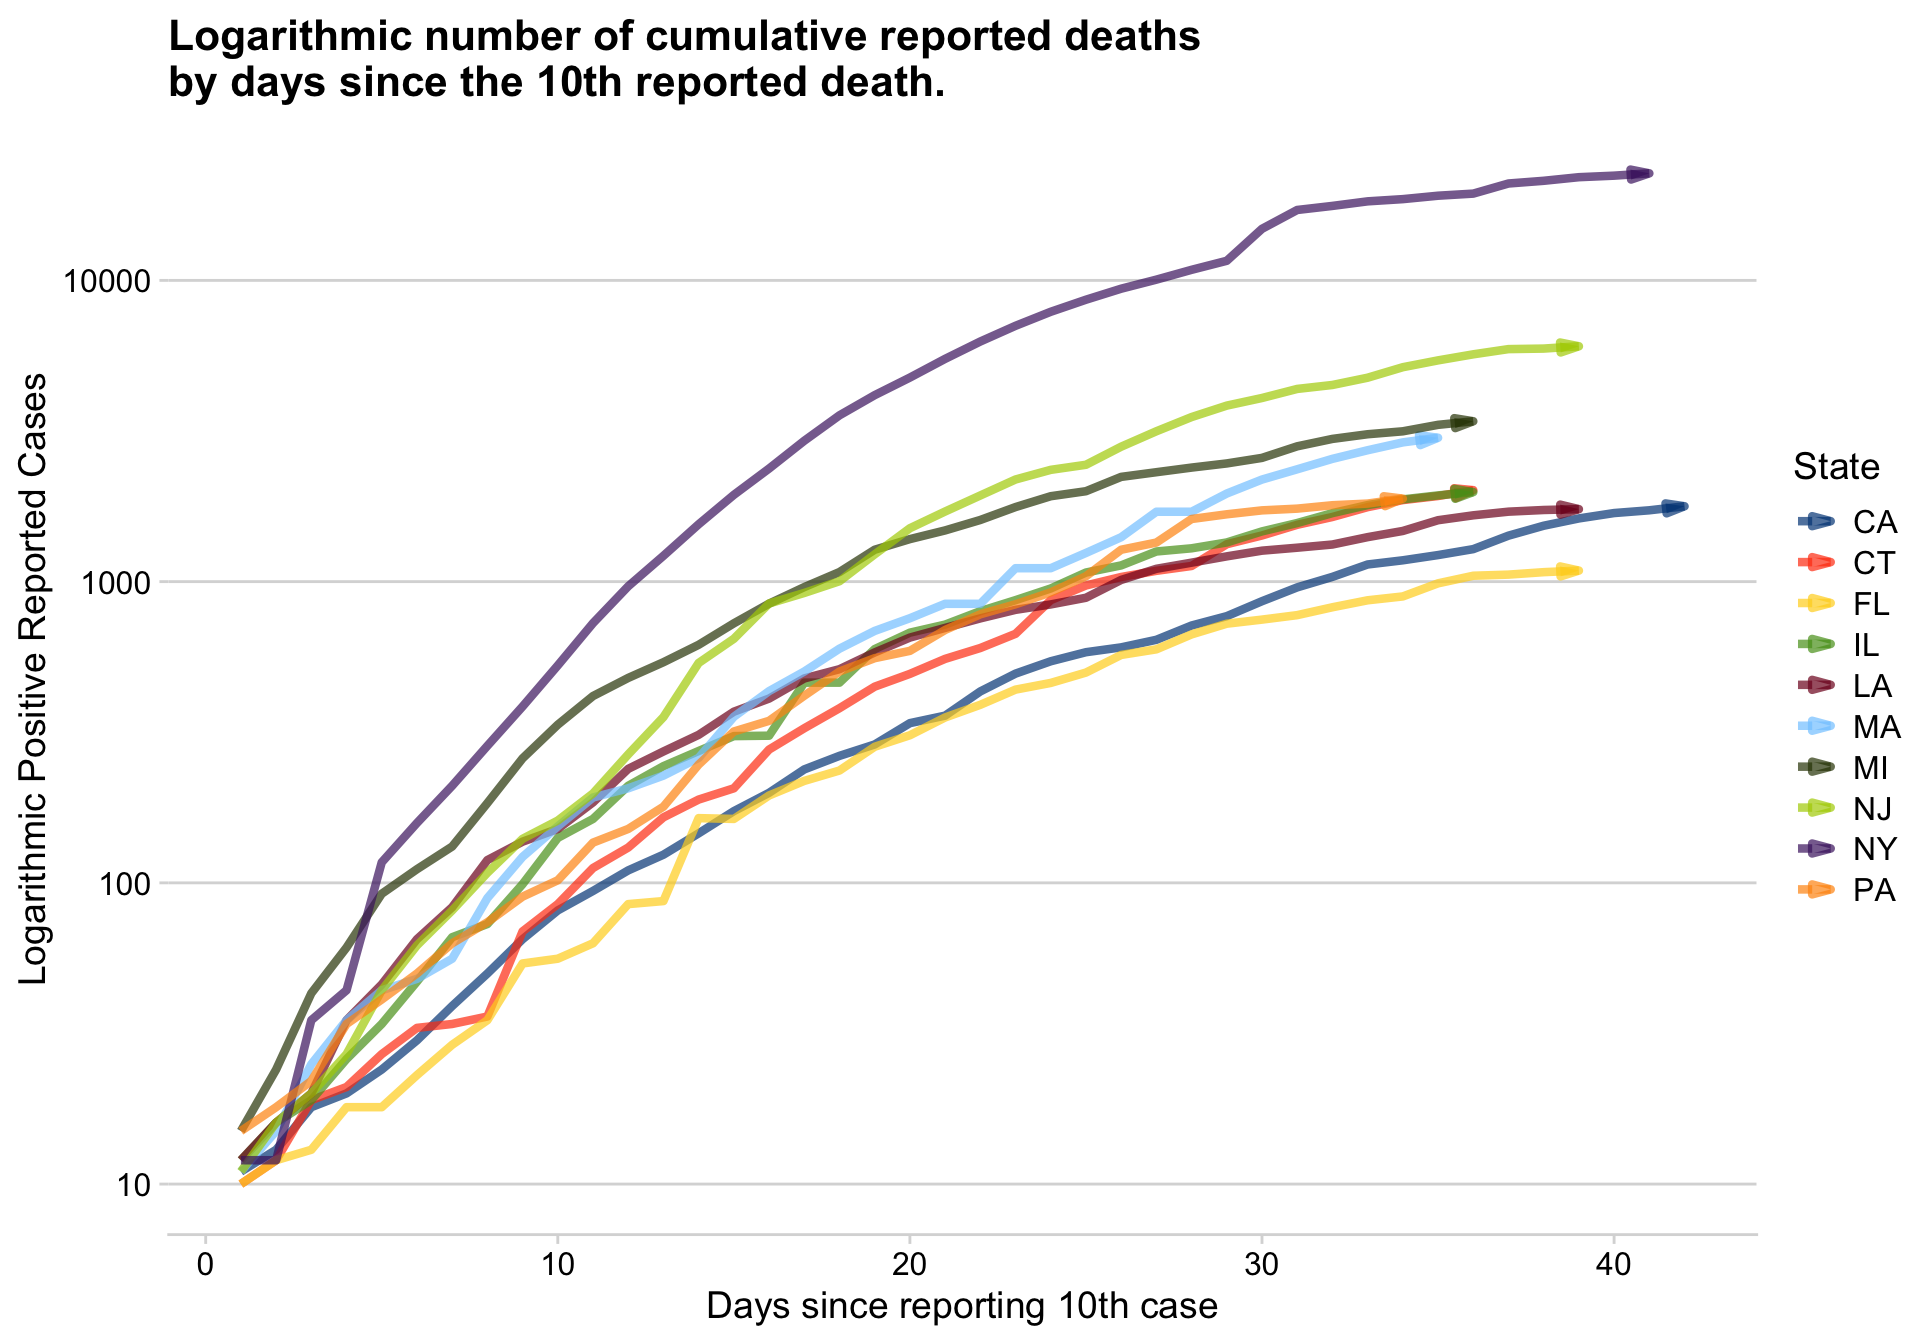 Logarithmic number of cumulative reported deaths
by days since the 10th reported death.
Logarithmic Positive Reported Cases
10000
1000
100
10
0
10
20
30
40
Days since reporting 10th case
State
CA
CT
FL
IL
LA
MA
MI
NJ
NY
PA